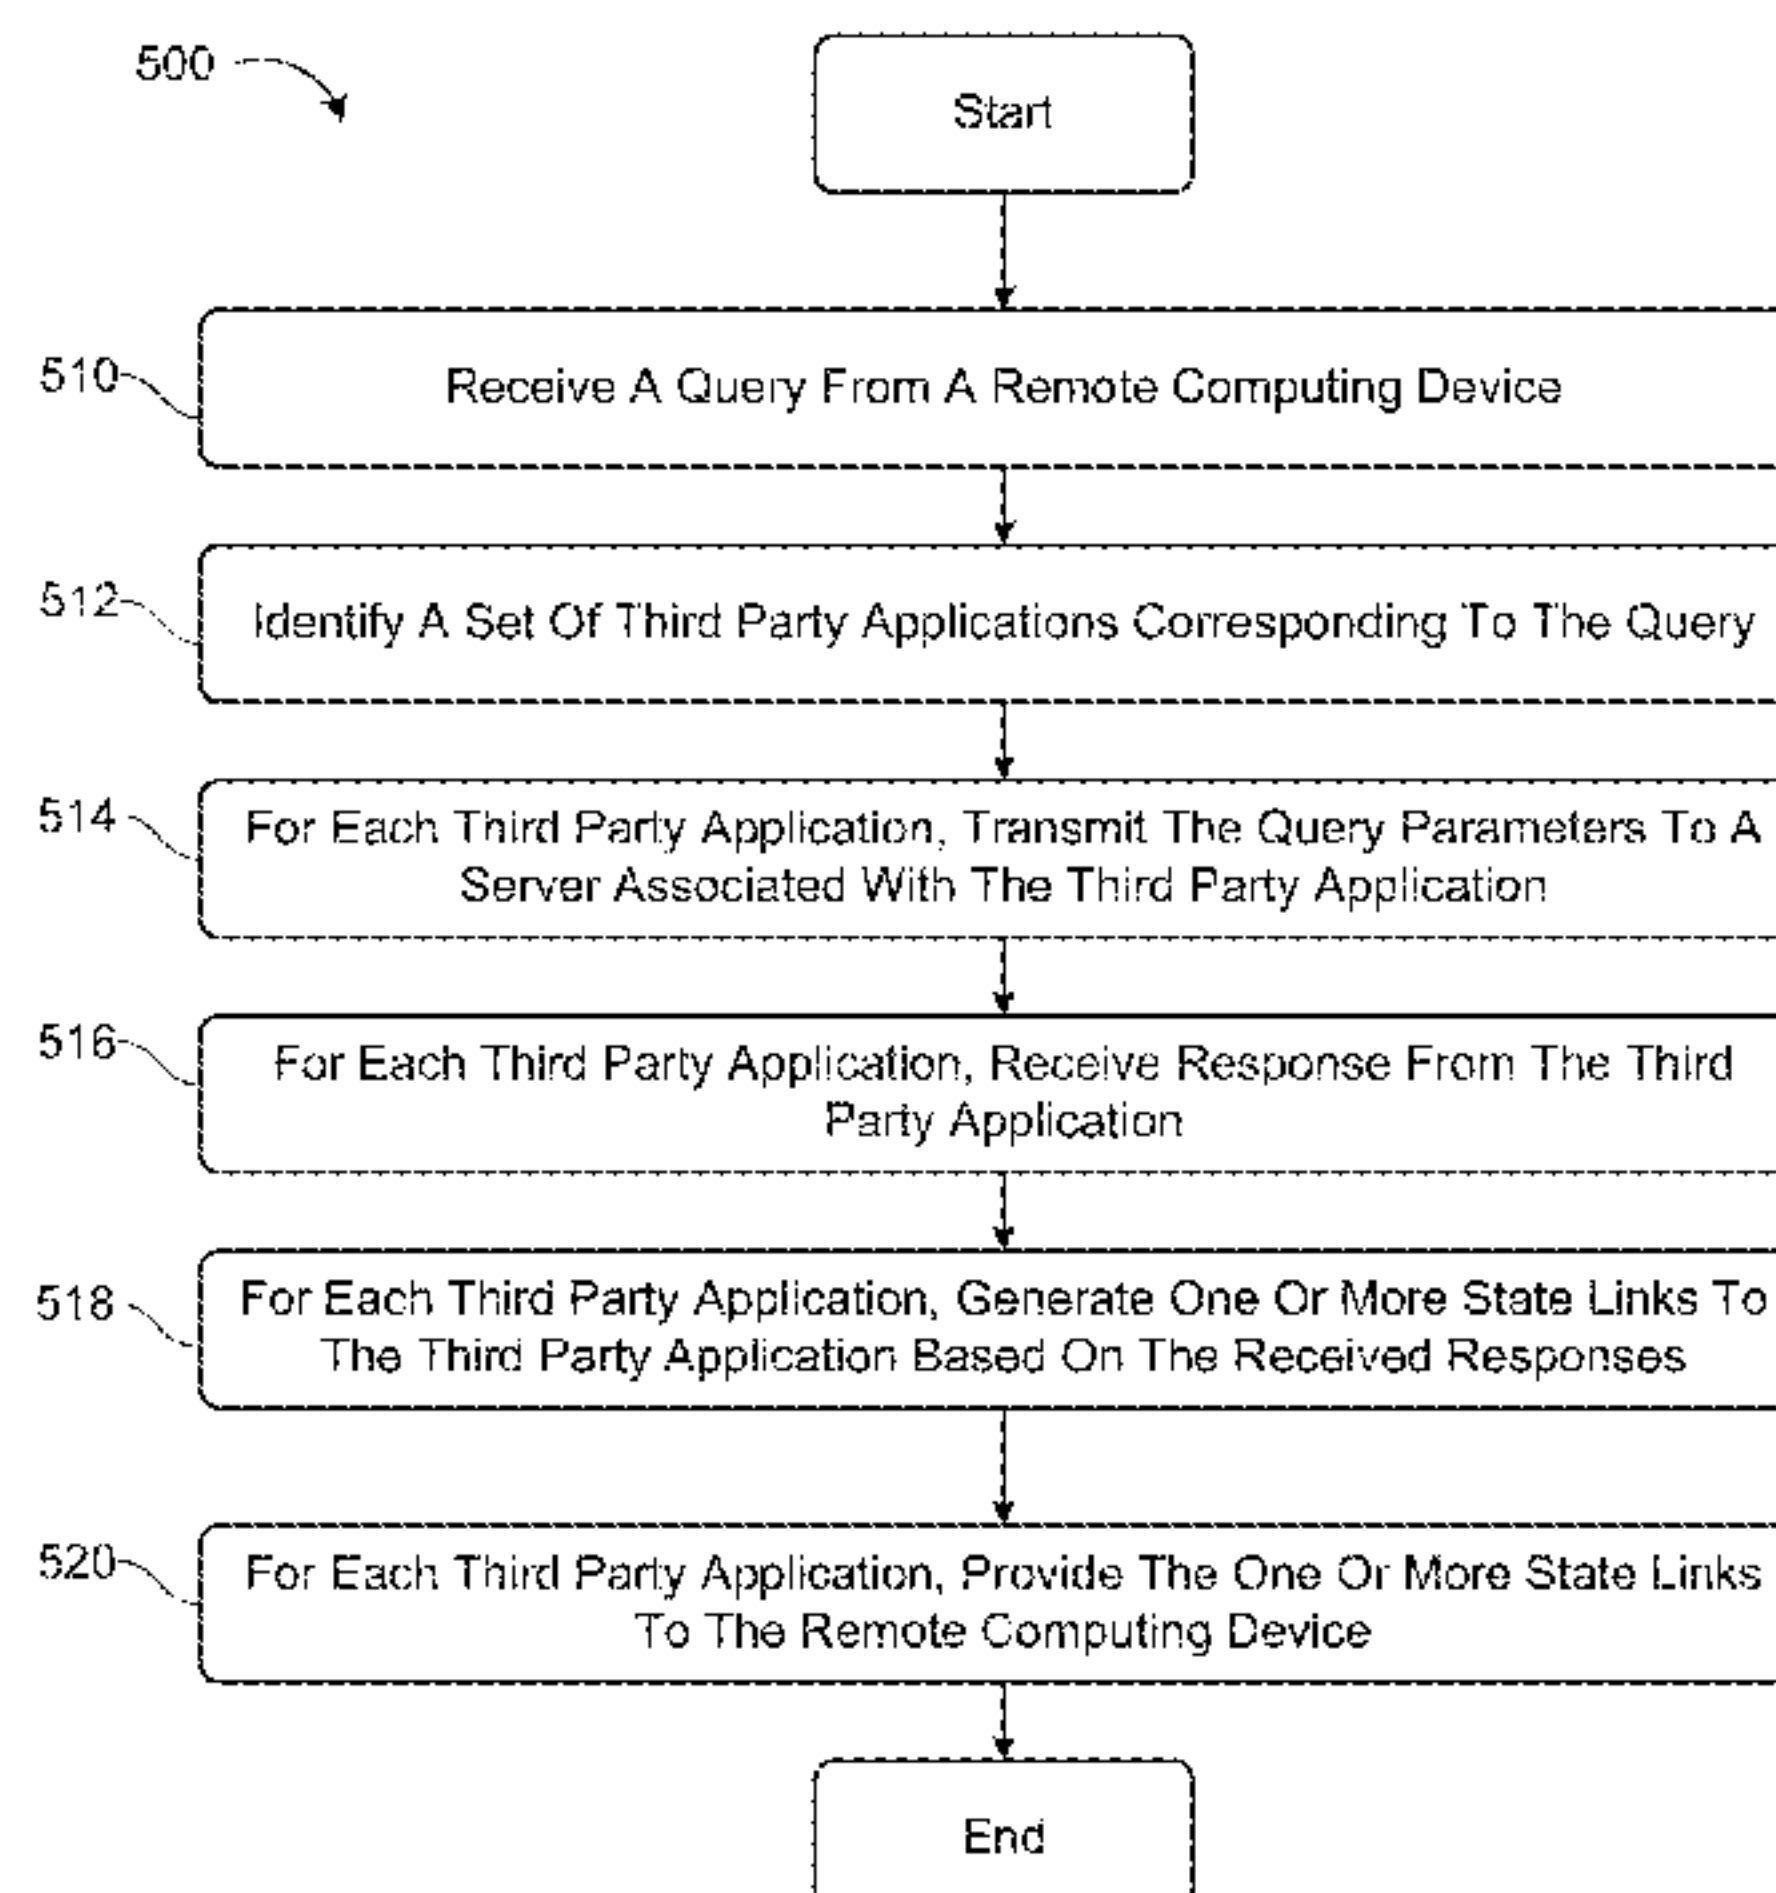 500
Start
510
Receive A Query From A Remote Computing Device
512
Identify A Set Of Third Party Applications Corresponding To The Query
514
For Each Third Party Application, Transmit The Query Parameters To A
Server Associated With The Third Party Application
516
For Each Third Party Application, Receive Response From The Third
Party Application
518
For Each Third Party Application, Generate One Or More State Links To
The Third Party Application Based On The Received Responses
520
For Each Third Party Application, Provide The One Or More State Links
To The Remote Computing Device
End